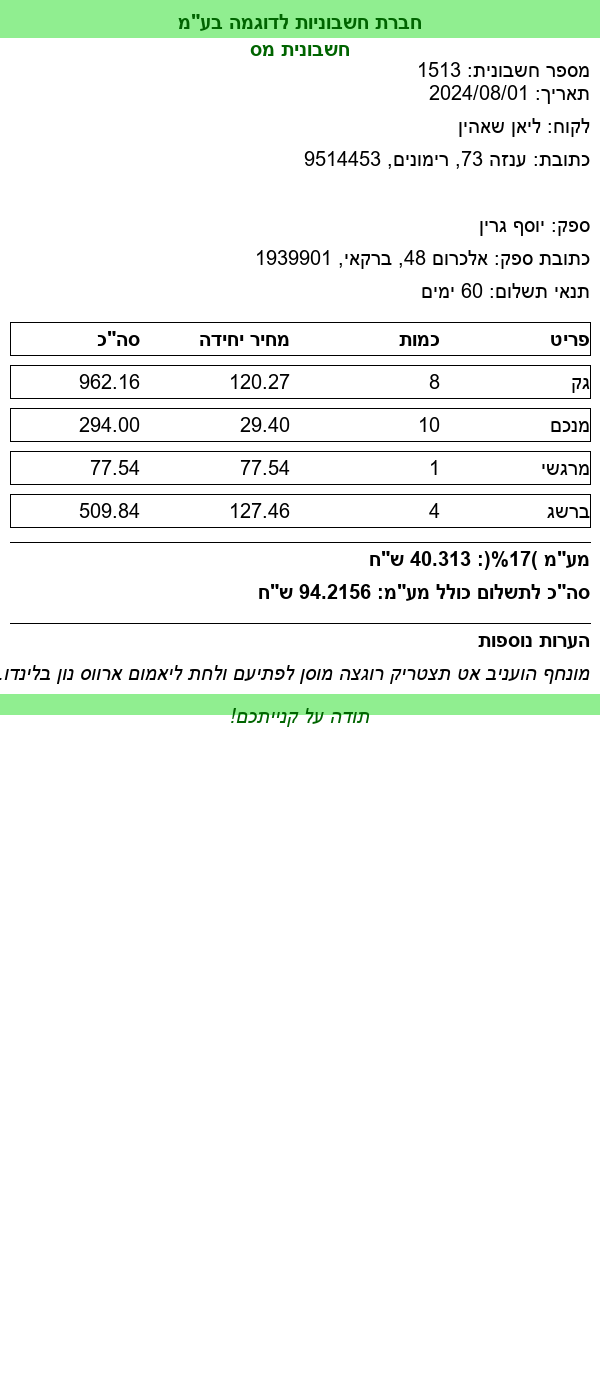 חברת חשבוניות לדוגמה בע"מ
חשבונית מס
מספר חשבונית: 1513
תאריך: 2024/08/01
לקוח: ליאן שאהין
כתובת: ענזה 73, רימונים, 9514453
ספק: יוסף גרין
כתובת ספק: אלכרום 48, ברקאי, 1939901
תנאי תשלום: 60 ימים
פריט כמות מחיר יחידה סה"כ
גק 8 120.27 962.16
מנכם 10 29.40 294.00
מרגשי 1 77.54 77.54
ברשג 4 127.46 509.84
מע"מ )17%(: 40.313 ש"ח
סה"כ לתשלום כולל מע"מ: 94.2156 ש"ח
הערות נוספות
מונחף הועניב אט תצטריק רוגצה מוסן לפתיעם ולחת ליאמום ארווס נון בלינדו.
תודה על קנייתכם!